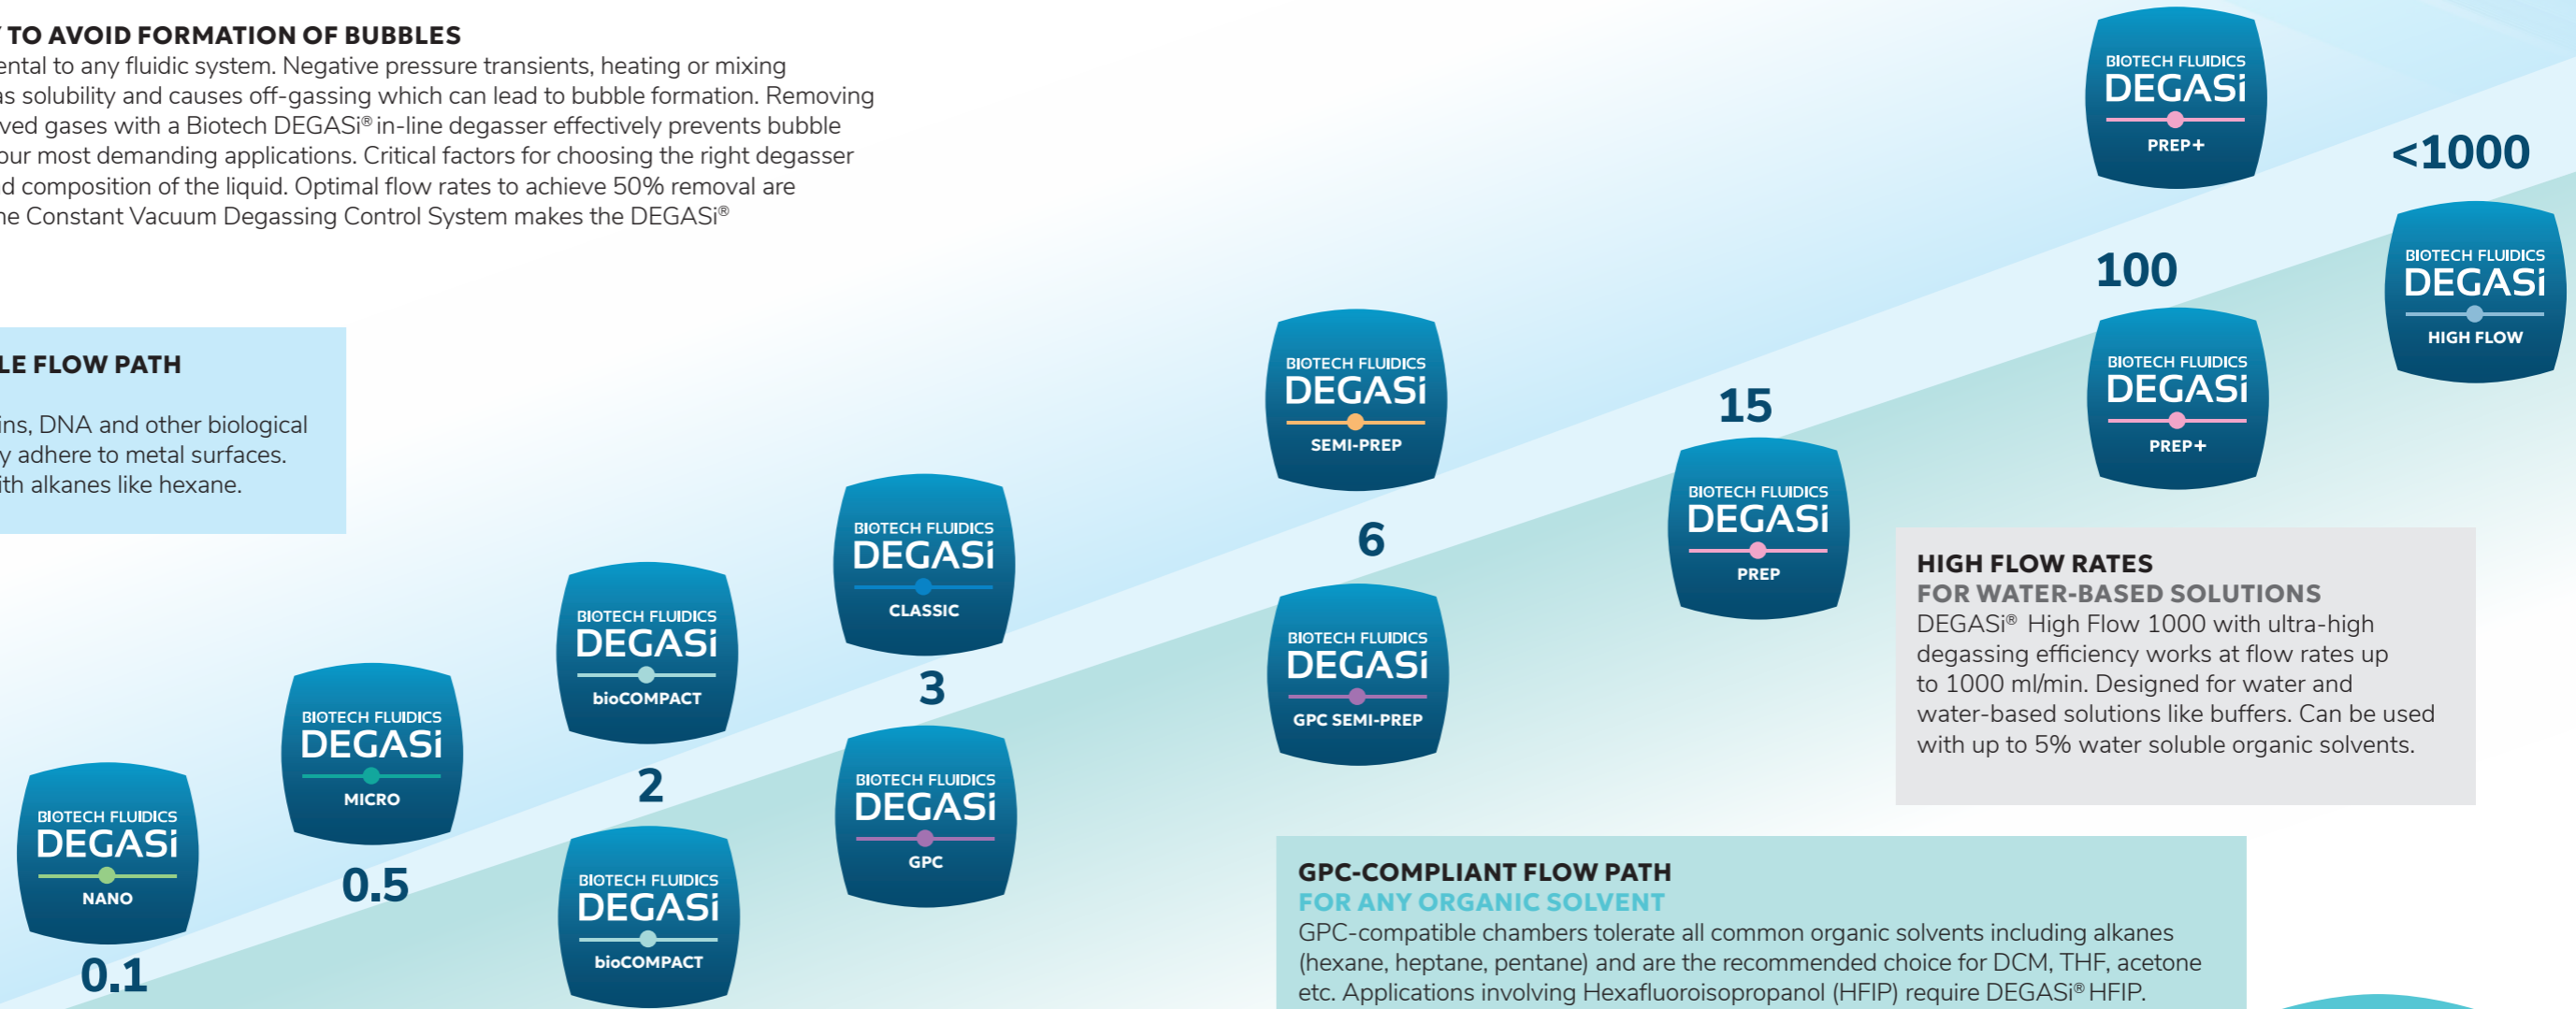 TO AVOID FORMATION OF BUBBLES
ental to any fluidic system. Negative pressure transients, heating or mixing
as solubility and causes off-gassing which can lead to bubble formation. Removing
ved gases with a Biotech DEGASi® in-line degasser effectively prevents bubble
our most demanding applications. Critical factors for choosing the right degasser
d composition of the liquid. Optimal flow rates to achieve 50% removal are
ne Constant Vacuum Degassing Control System makes the DEGASi®
LE FLOW PATH
ins, DNA and other biological
y adhere to metal surfaces.
ith alkanes like hexane.
BIOTECH FLUIDICS
DEGASi
NANO
0.1
BIOTECH FLUIDICS
DEGASi
MICRO
0.5
BIOTECH FLUIDICS
DEGASi
bioCOMPACT
2
BIOTECH FLUIDICS
DEGASi
bioCOMPACT
BIOTECH FLUIDICS
DEGASi
CLASSIC
3
BIOTECH FLUIDICS
DEGASi
GPC
BIOTECH FLUIDICS
DEGASi
SEMI-PREP
6
BIOTECH FLUIDICS
DEGASi
GPC SEMI-PREP
15
BIOTECH FLUIDICS
DEGASi
PREP
BIOTECH FLUIDICS
DEGASi
PREP+
100
BIOTECH FLUIDICS
DEGASi
PREP+
<1000
BIOTECH FLUIDICS
DEGASi
HIGH FLOW
HIGH FLOW RATES
FOR WATER-BASED SOLUTIONS
DEGASi® High Flow 1000 with ultra-high
degassing efficiency works at flow rates up
to 1000 ml/min. Designed for water and
water-based solutions like buffers. Can be used
with up to 5% water soluble organic solvents.
GPC-COMPLIANT FLOW PATH
FOR ANY ORGANIC SOLVENT
GPC-compatible chambers tolerate all common organic solvents including alkanes
(hexane, heptane, pentane) and are the recommended choice for DCM, THF, acetone
etc. Applications involving Hexafluoroisopropanol (HFIP) require DEGASi® HFIP.